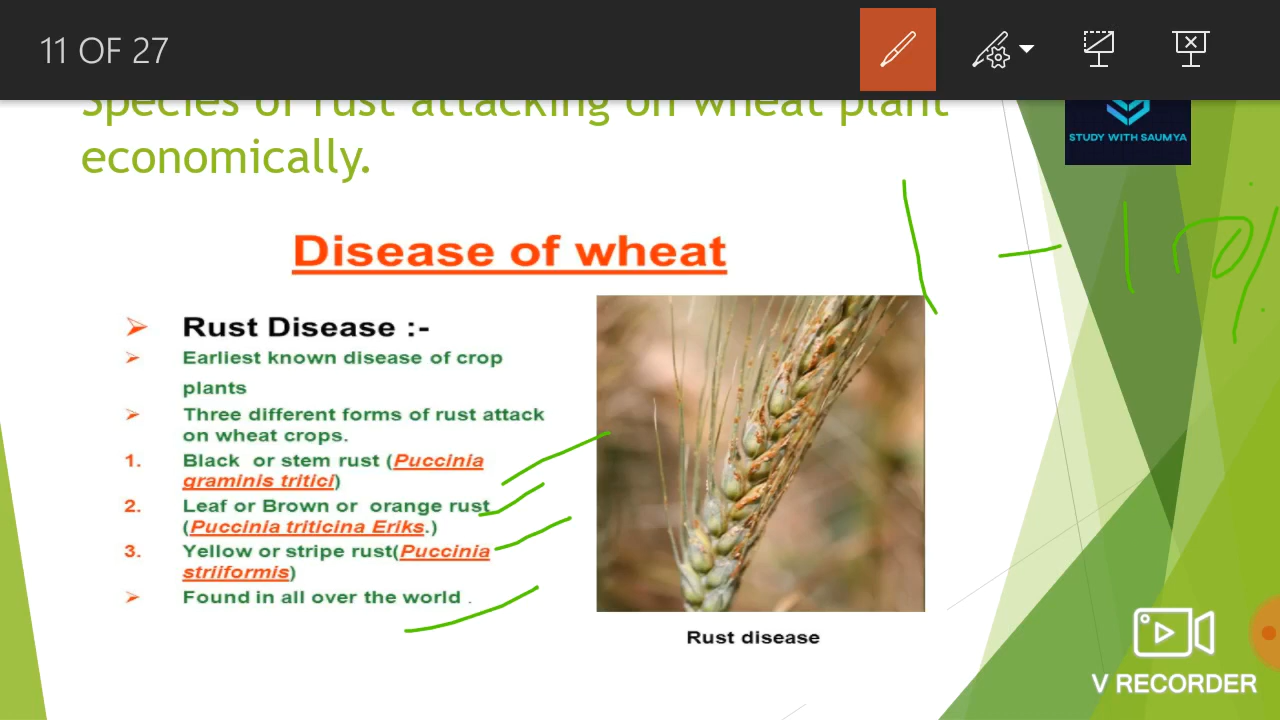 11 OF 27
Species of rust attacking on wheat plant
economically.
STUDY WITH SAUMYA
Disease of wheat
Rust Disease :-
Earliest known disease of crop
plants
Three different forms of rust attack
on wheat crops.
1. Black or stem rust (Puccinia
graminis tritici)
2. Leaf or Brown or orange rust
(Puccinia triticina Eriks.)
3. Yellow or stripe rust(Puccinia
striiformis)
Found in all over the world .
Rust disease
V RECORDER